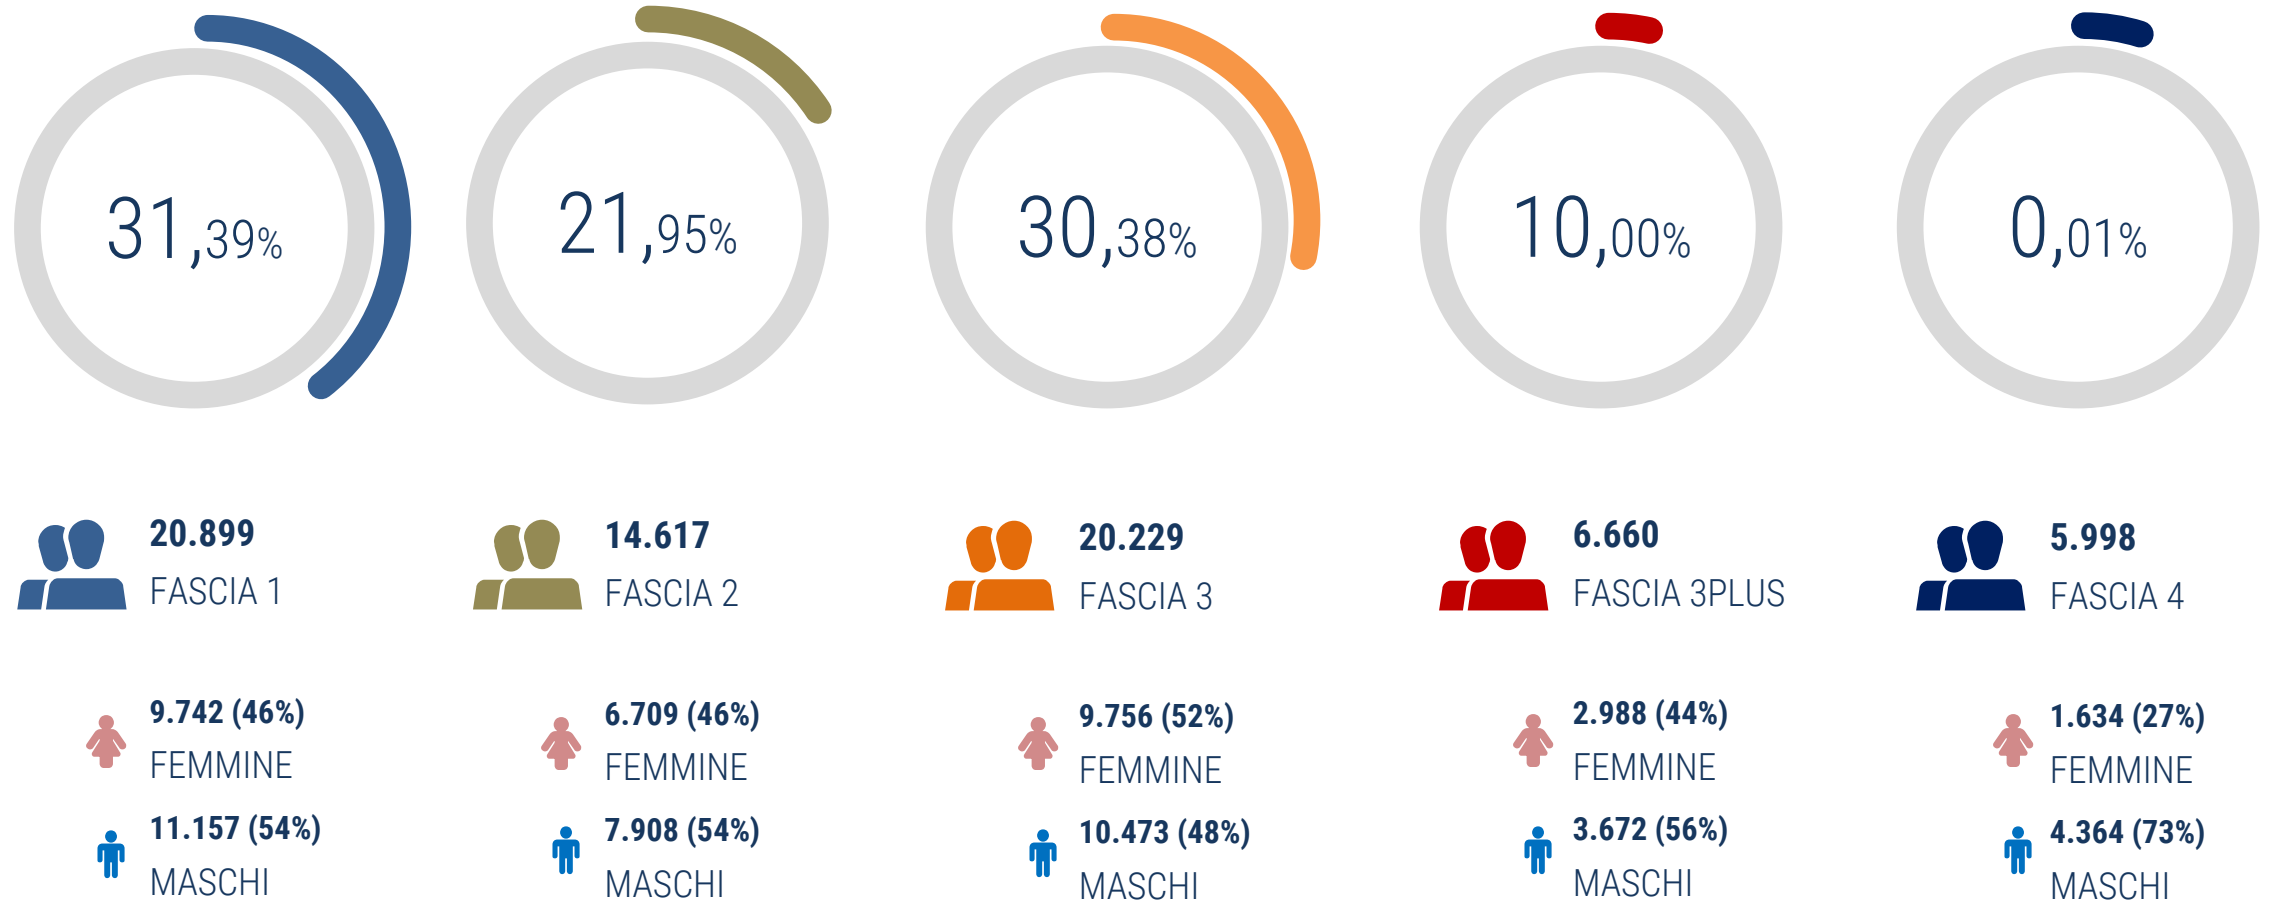 31,39%
21,95%
30,38%
10,00%
0,01%
20.899
FASCIA 1
14.617
FASCIA 2
20.229
FASCIA 3
6.660
FASCIA 3PLUS
5.998
FASCIA 4
9.742 (46%)
FEMMINE
6.709 (46%)
FEMMINE
9.756 (52%)
FEMMINE
2.988 (44%)
FEMMINE
1.634 (27%)
FEMMINE
11.157 (54%)
MASCHI
7.908 (54%)
MASCHI
10.473 (48%)
MASCHI
3.672 (56%)
MASCHI
4.364 (73%)
MASCHI